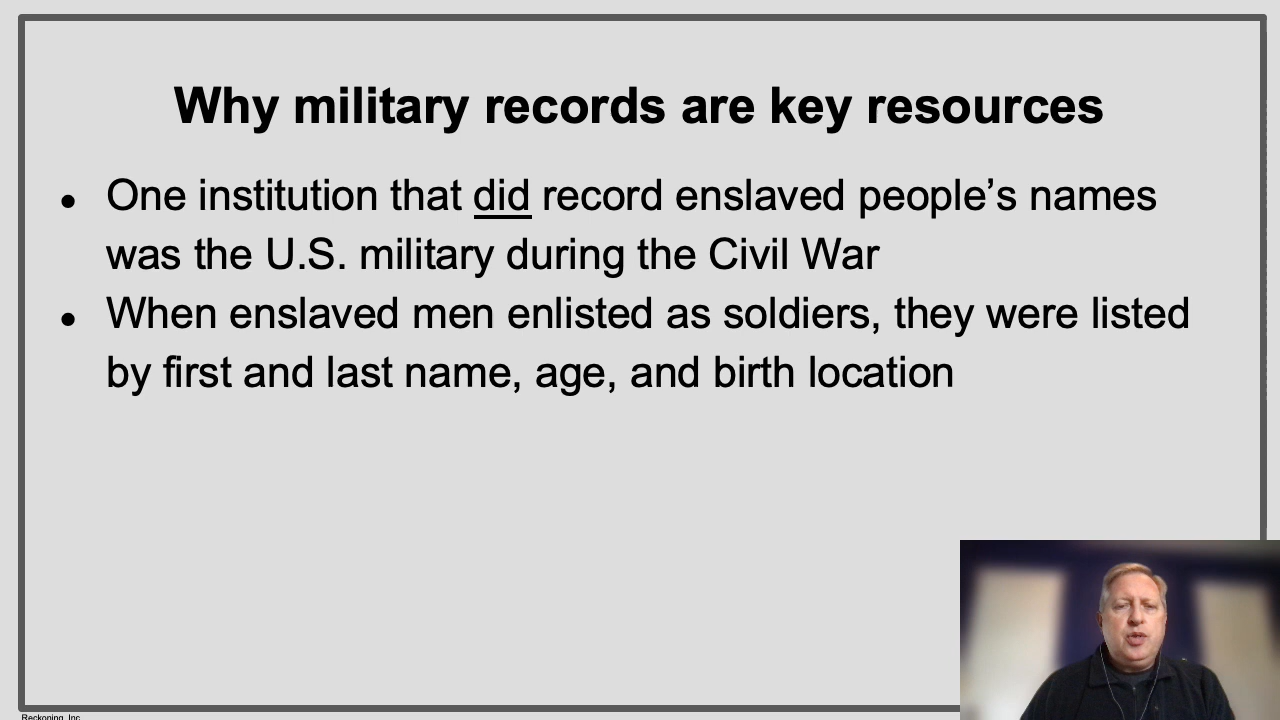 Why military records are key resources
● One institution that did record enslaved people’s names
was the U.S. military during the Civil War
● When enslaved men enlisted as soldiers, they were listed
by first and last name, age, and birth location
Reckoning, Inc.